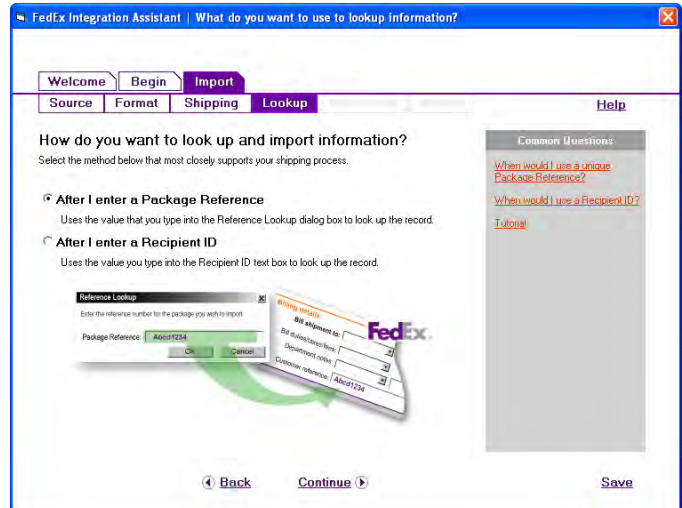 FedEx Integration Assistant | What do you want to use to lookup information?
Welcome Begin Import
Source Format Shipping Lookup
Help
How do you want to look up and import information?
Select the method below that most closely supports your shipping process.
After I enter a Package Reference
Uses the value that you type into the Reference Lookup dialog box to look up the record.
After I enter a Recipient ID
Uses the value you type into the Recipient ID text box to look up the record.
Common Questions
When would I use a unique
Package Reference?
When would I use a Recipient ID?
Tutorial
Reference Lookup
Enter the reference number for the package you wish to import
Package Reference: Abcd1234
OK Cancel
Billing details
Bill shipment to:
Bill duties/taxes/fees:
Department notes:
Customer reference: Abcd1234
FedEx
Back Continue Save